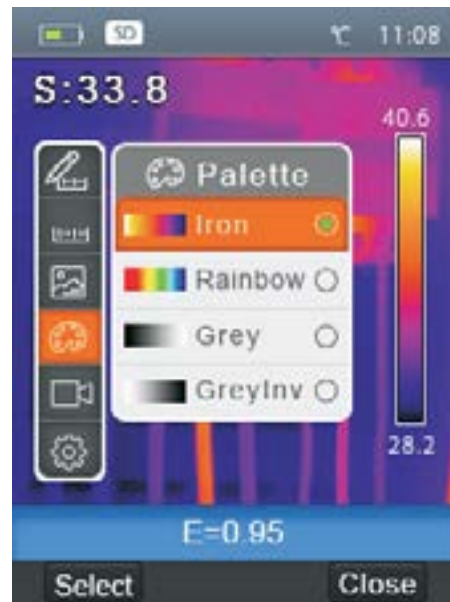 SD ℃ 11:08
S:33.8
40.6
Palette
Iron
Rainbow
Grey
GreyInv
28.2
E=0.95
Select Close